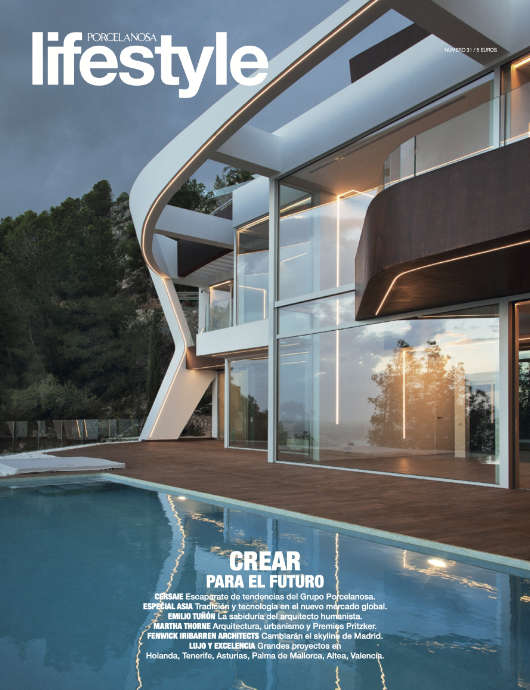 PORCELANOSA
lifestyle
NÚMERO 31 / 5 EUROS
CREAR
PARA EL FUTURO
CERSAIE Escaparate de tendencias del Grupo Porcelanosa.
ESPECIAL ASIA Tradición y tecnología en el nuevo mercado global.
EMILIO TUÑÓN La sabiduría del arquitecto humanista.
MARTHA THORNE Arquitectura, urbanismo y Premios Pritzker.
FENWICK IRIBARREN ARCHITECTS Cambiarán el skyline de Madrid.
LUJO Y EXCELENCIA Grandes proyectos en
Holanda, Tenerife, Asturias, Palma de Mallorca, Altea, Valencia.